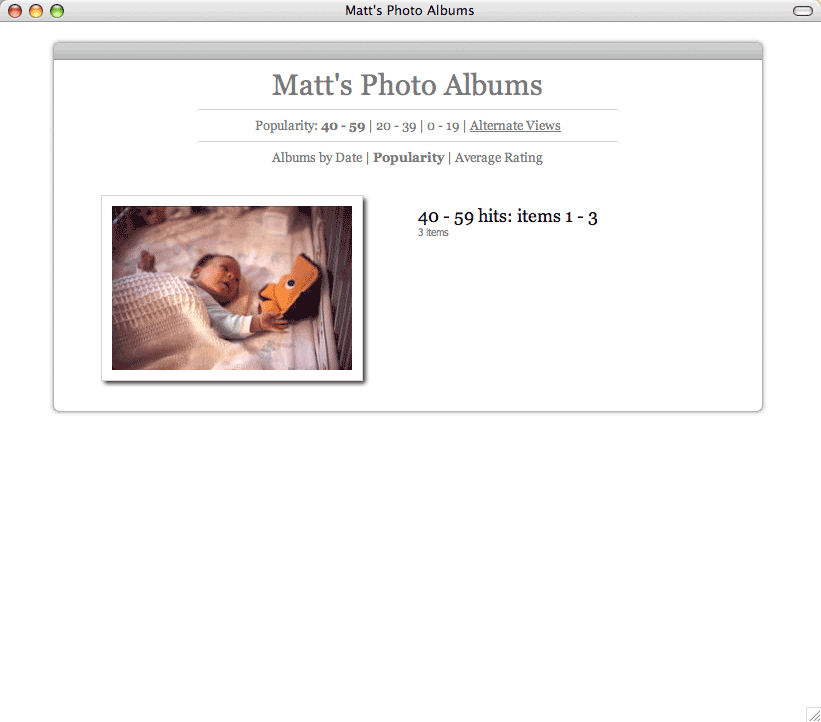 Matt's Photo Albums
Matt's Photo Albums
Popularity: 40 - 59 | 20 - 39 | 0 - 19 | Alternate Views
Albums by Date | Popularity | Average Rating
40 - 59 hits: items 1 - 3
3 items